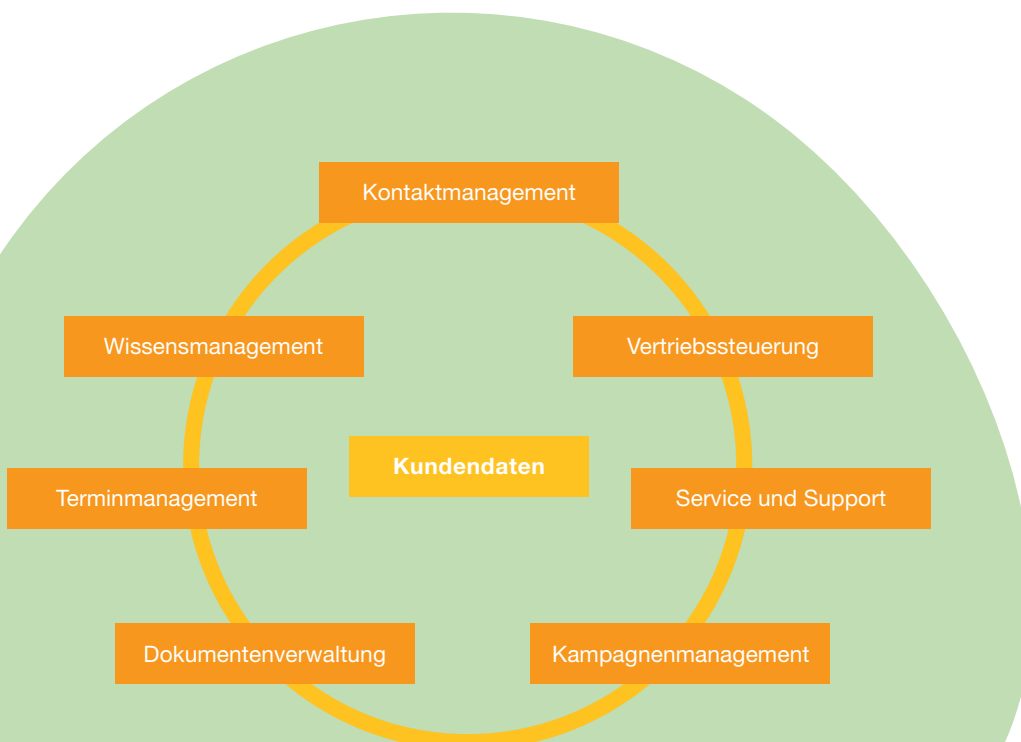 Kontaktmanagement
Wissensmanagement
Vertriebssteuerung
Kundendaten
Terminmanagement
Service und Support
Dokumentenverwaltung
Kampagnenmanagement